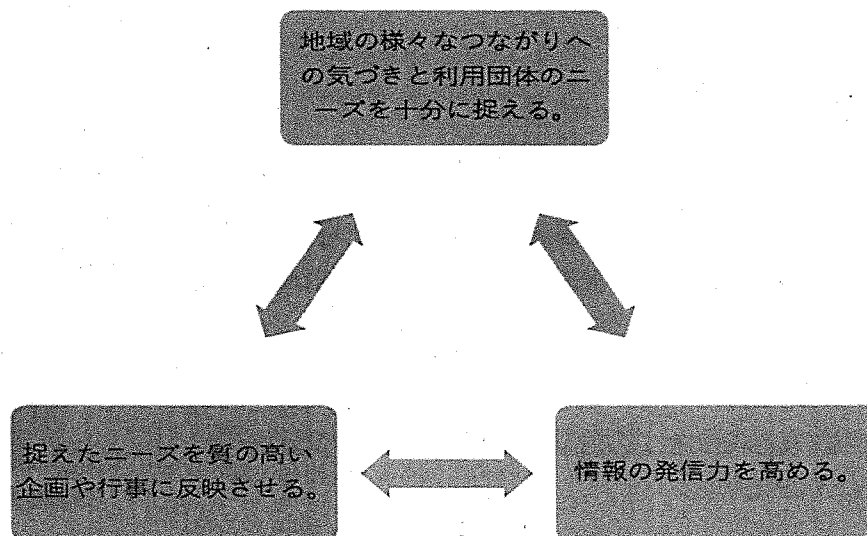 地域の様々なつながりへ
の気づきと利用団体のニ
ーズを十分に捉える。
捉えたニーズを質の高い
企画や行事に反映させる。
情報の発信力を高める。